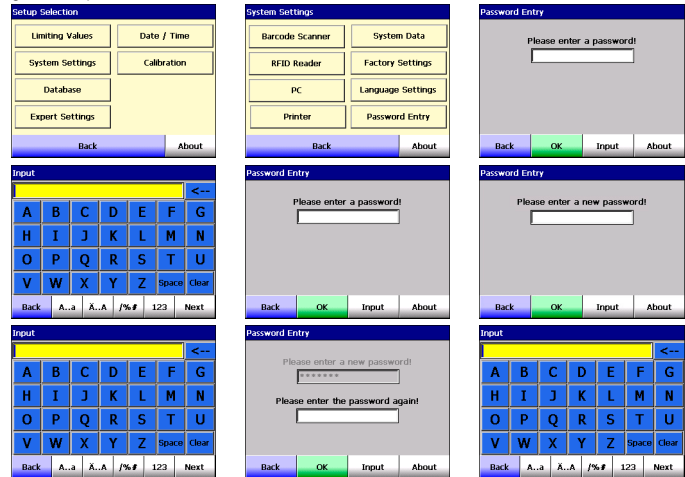 Setup Selection
Limiting Values Date / Time
System Settings Calibration
Database
Expert Settings
Back About
System Settings
Barcode Scanner System Data
RFID Reader Factory Settings
PC Language Settings
Printer Password Entry
Back About
Password Entry
Please enter a password!
Back OK Input About
Input
<--
A B C D E F G
H I J K L M N
O P Q R S T U
V W X Y Z Space Clear
Back A..a Ä..A /%# 123 Next
Password Entry
Please enter a password!
Back OK Input About
Password Entry
Please enter a new password!
Back OK Input About
Input
<--
A B C D E F G
H I J K L M N
O P Q R S T U
V W X Y Z Space Clear
Back A..a Ä..A /%# 123 Next
Password Entry
Please enter a new password!
*******
Please enter the password again!
Back OK Input About
Input
<--
A B C D E F G
H I J K L M N
O P Q R S T U
V W X Y Z Space Clear
Back A..a Ä..A /%# 123 Next